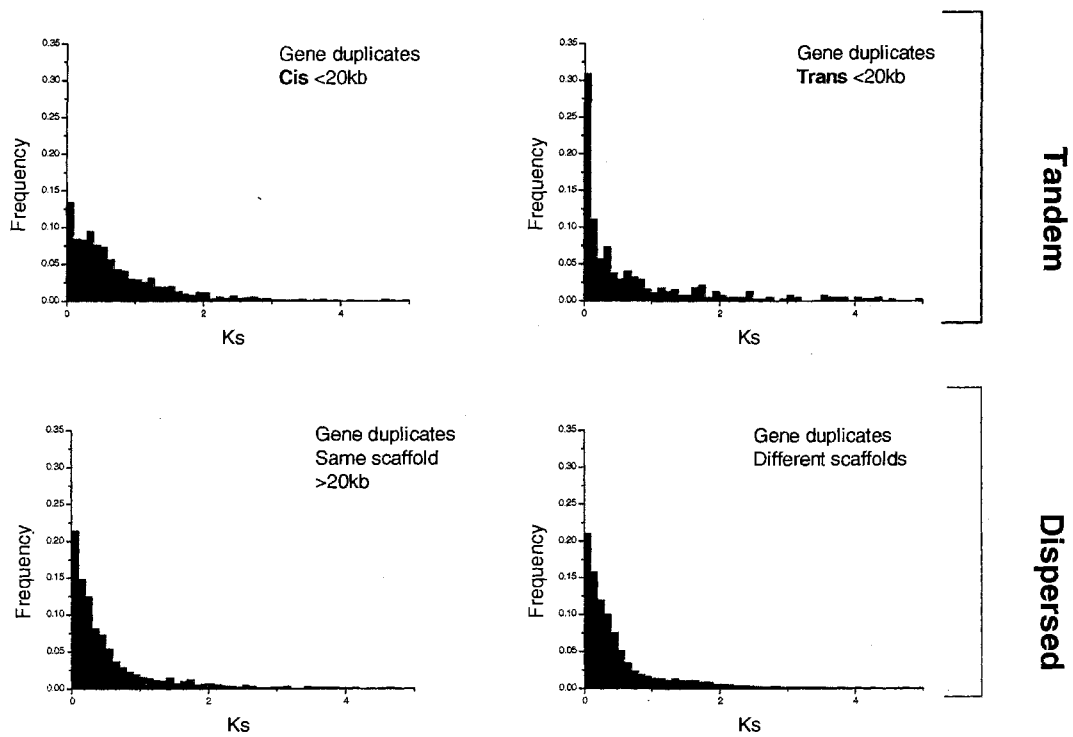 Gene duplicates
Cis <20kb
0.35
0.30
0.25
0.20
0.15
0.10
0.05
0.00
Frequency
0
2
4
Ks
Gene duplicates
Trans <20kb
0.35
0.30
0.25
0.20
0.15
0.10
0.05
0.00
Frequency
0
2
4
Ks
Tandem
Gene duplicates
Same scaffold
>20kb
0.35
0.30
0.25
0.20
0.15
0.10
0.05
0.00
Frequency
0
2
4
Ks
Gene duplicates
Different scaffolds
0.35
0.30
0.25
0.20
0.15
0.10
0.05
0.00
Frequency
0
2
4
Ks
Dispersed